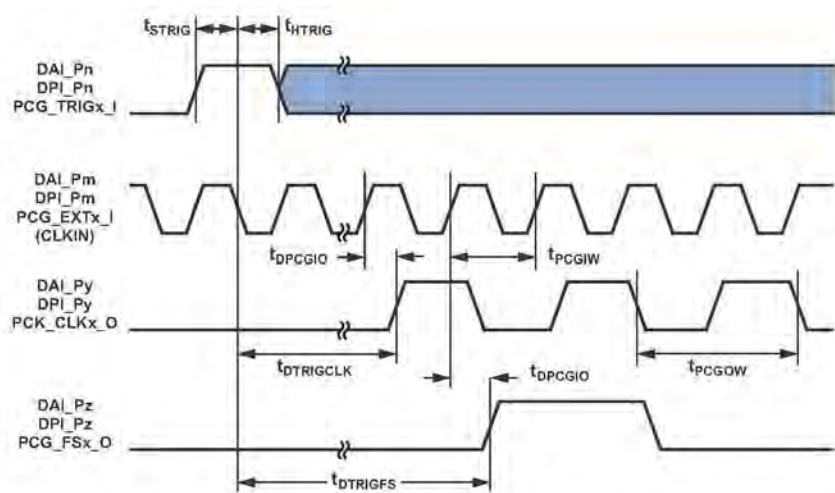 tSTRIG
tHTRIG
DAI_Pn
DPI_Pn
PCG_TRIGx_I
DAI_Pm
DPI_Pm
PCG_EXTx_I
(CLKIN)
tDPCGIO
tPCGIW
DAI_Py
DPI_Py
PCK_CLKx_O
tDTRIGCLK
tDPCGIO
tPCGOW
DAI_Pz
DPI_Pz
PCG_FSx_O
tDTRIGFS